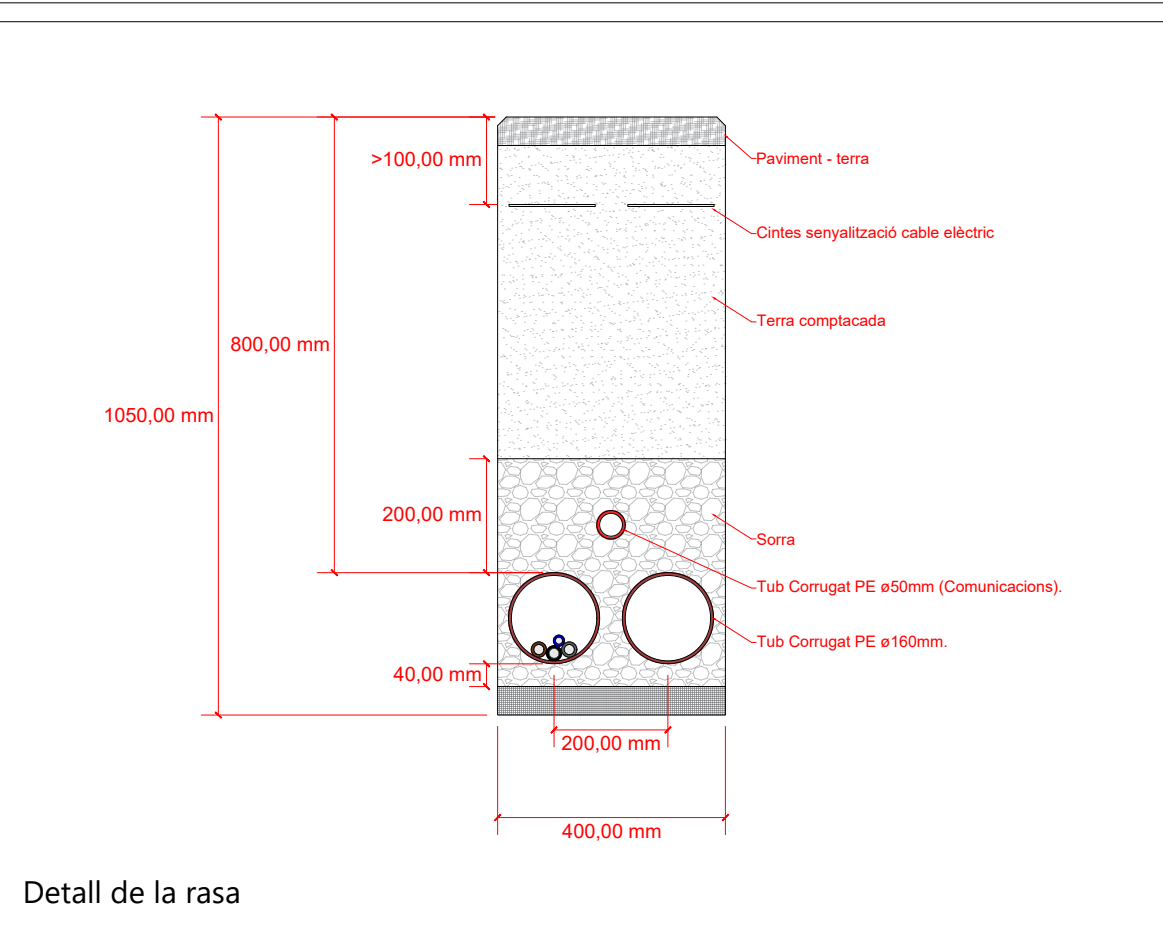 >100,00 mm
Paviment - terra
Cintes senyalització cable elèctric
Terra comptacada
800,00 mm
1050,00 mm
200,00 mm
Sorra
Tub Corrugat PE ø50mm (Comunicacions).
Tub Corrugat PE ø160mm.
40,00 mm
200,00 mm
400,00 mm
Detall de la rasa